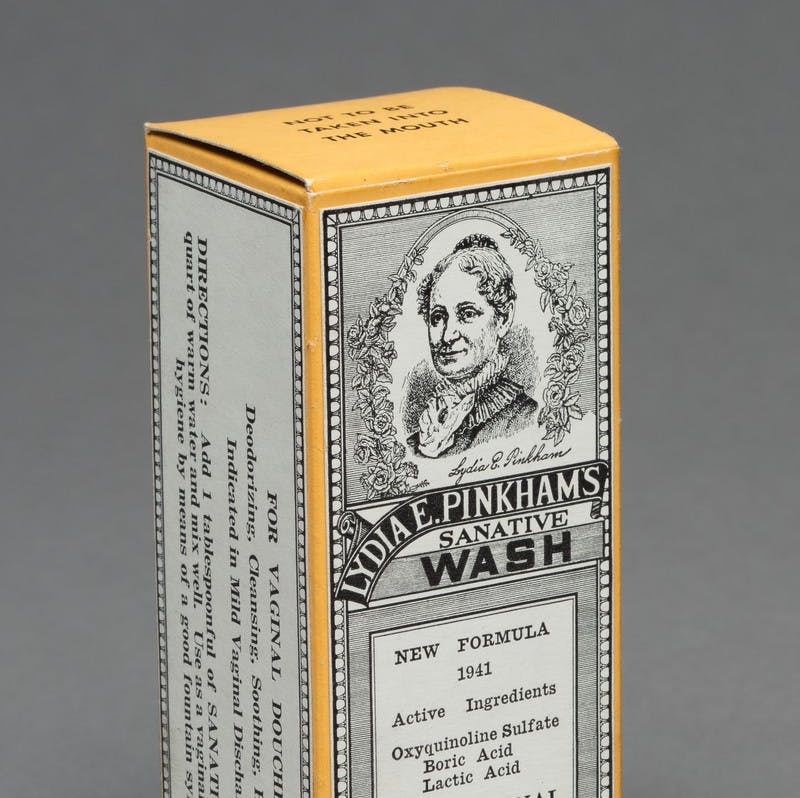 NOT TO BE
TAKEN INTO
THE MOUTH
Lydia E. Pinkham
LYDIA E. PINKHAM'S
SANATIVE
WASH
NEW FORMULA
1941
Active Ingredients
Oxyquinoline Sulfate
Boric Acid
Lactic Acid
FOR VAGINAL DOUCHE
Deodorizing, Cleansing, Soothing,
Indicated in Mild Vaginal
DIRECTIONS: Add 1 tablespoonful of
quart of warm water and mix well. Use as a
hygiene by means of a good fountain